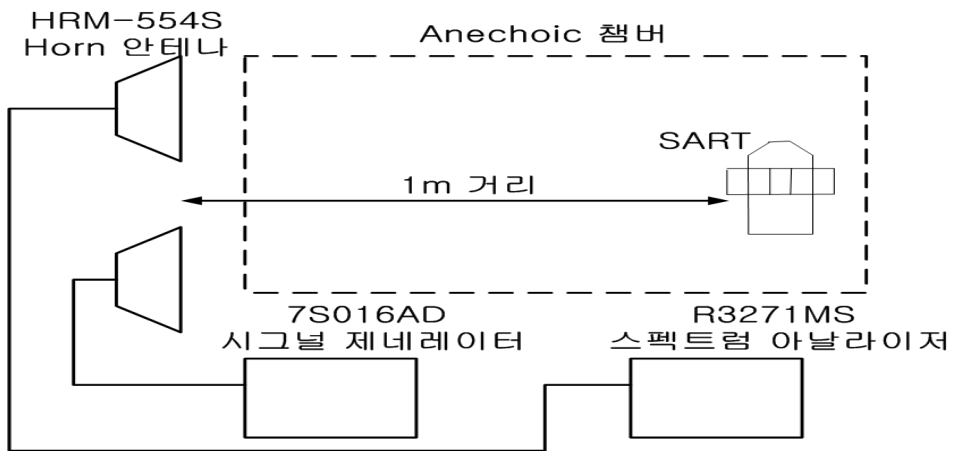 HRM-554S
Horn 안테나
Anechoic 챔버
SART
1m 거리
7S016AD
시그널 제네레이터
R3271MS
스펙트럼 아날라이저